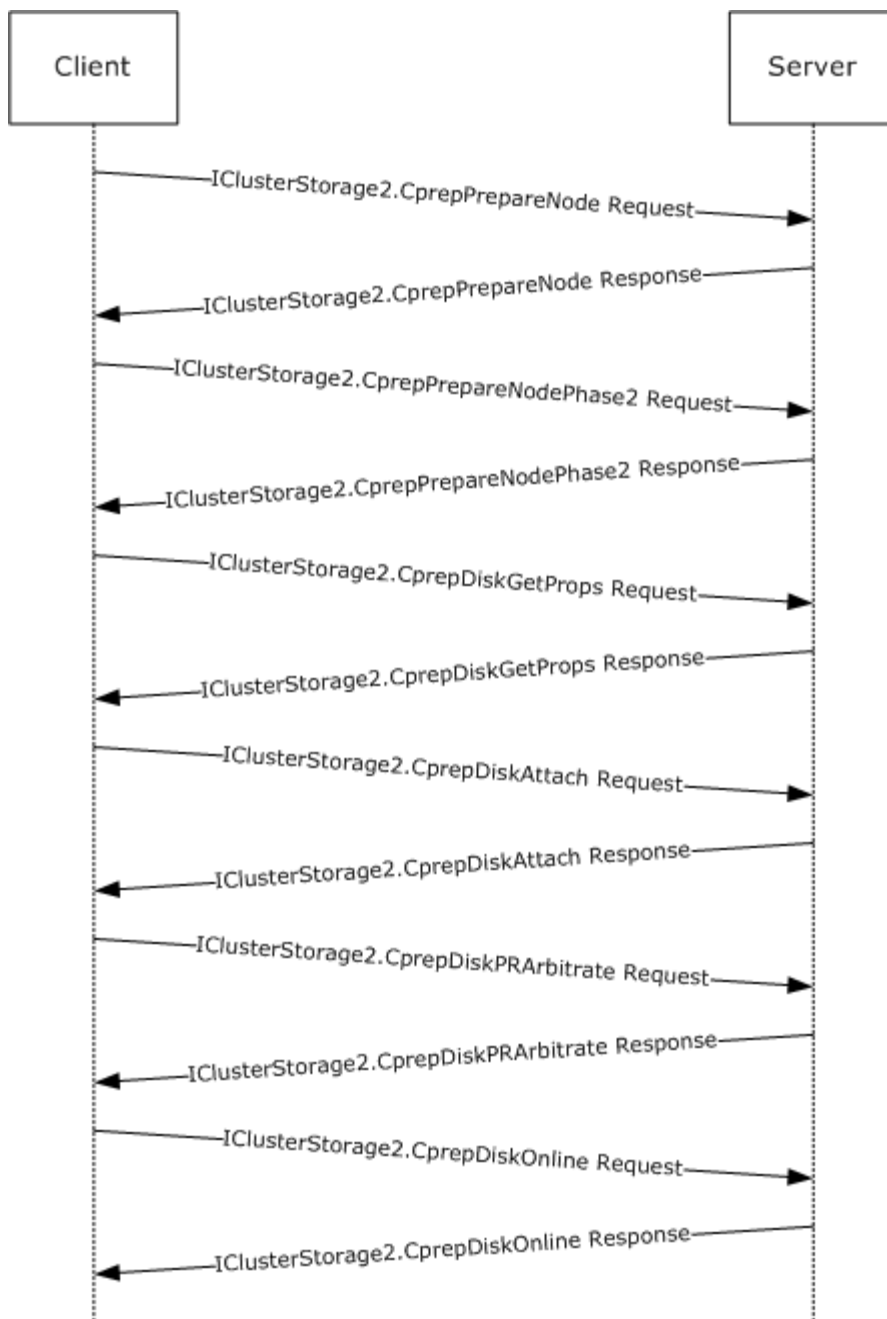 Client
Server
IClusterStorage2.CprepPrepareNode Request
IClusterStorage2.CprepPrepareNode Response
IClusterStorage2.CprepPrepareNodePhase2 Request
IClusterStorage2.CprepPrepareNodePhase2 Response
IClusterStorage2.CprepDiskGetProps Request
IClusterStorage2.CprepDiskGetProps Response
IClusterStorage2.CprepDiskAttach Request
IClusterStorage2.CprepDiskAttach Response
IClusterStorage2.CprepDiskPRArbitrate Request
IClusterStorage2.CprepDiskPRArbitrate Response
IClusterStorage2.CprepDiskOnline Request
IClusterStorage2.CprepDiskOnline Response